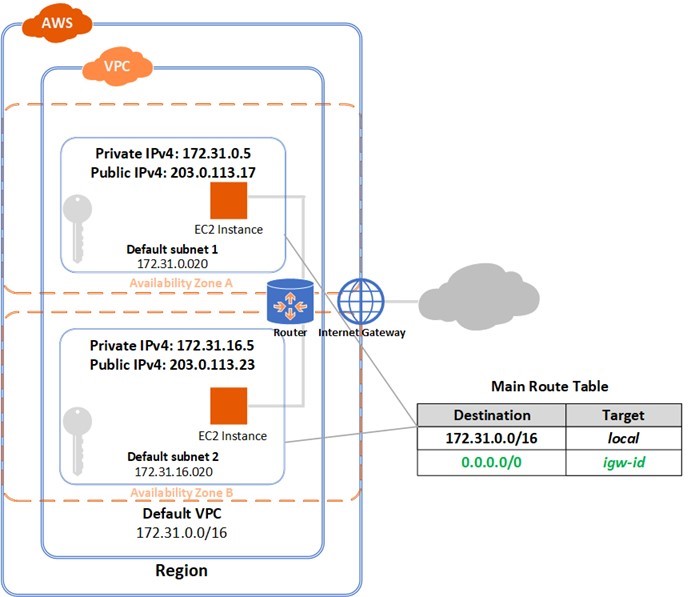 AWS
VPC
Private IPv4: 172.31.0.5
Public IPv4: 203.0.113.17
EC2 Instance
Default subnet 1
172.31.0.020
Availability Zone A
Router
Internet Gateway
Private IPv4: 172.31.16.5
Public IPv4: 203.0.113.23
EC2 Instance
Default subnet 2
172.31.16.020
Availability Zone B
Default VPC
172.31.0.0/16
Region
Main Route Table
Destination Target
172.31.0.0/16 local
0.0.0.0/0 igw-id